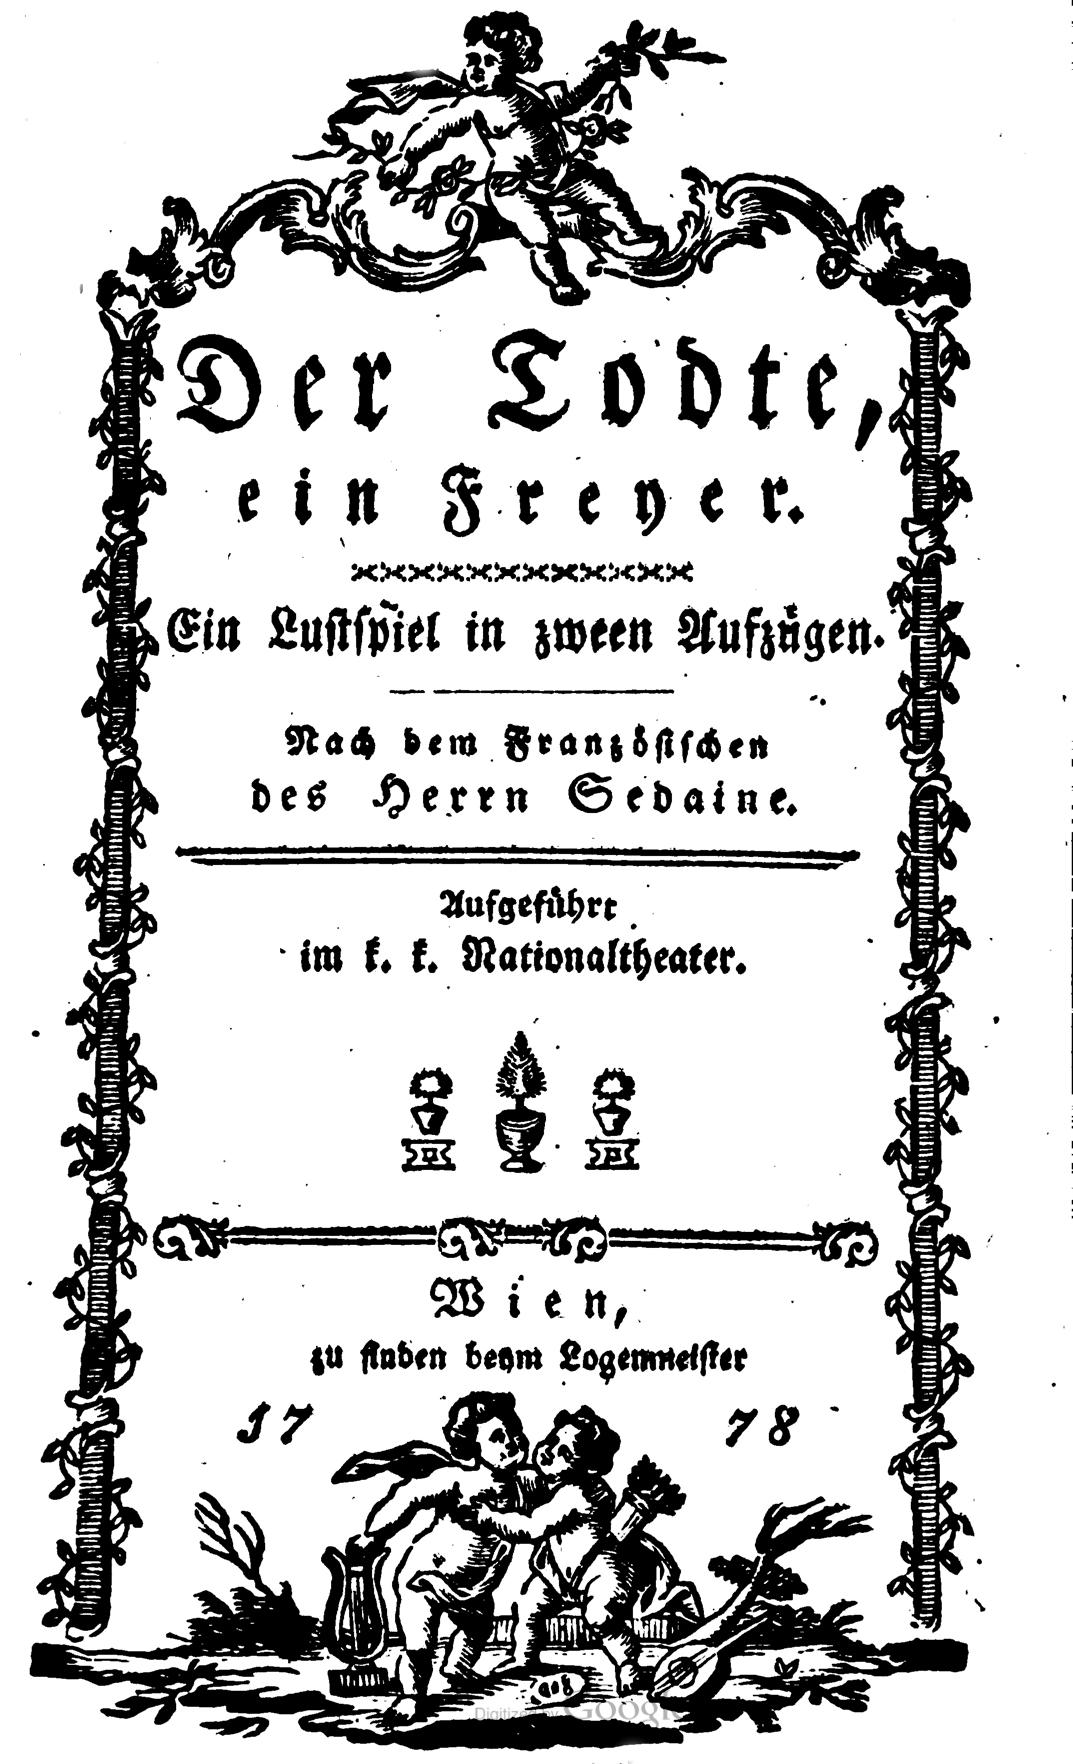 Der Todte,
ein Freyer.
Ein Lustspiel in zween Aufzügen.
Nach dem Französischen
des Herrn Sedaine.
Aufgeführt
im k. k. Nationaltheater.
Wien,
zu finden beym Logenmeister
17 78
Digitized by Google